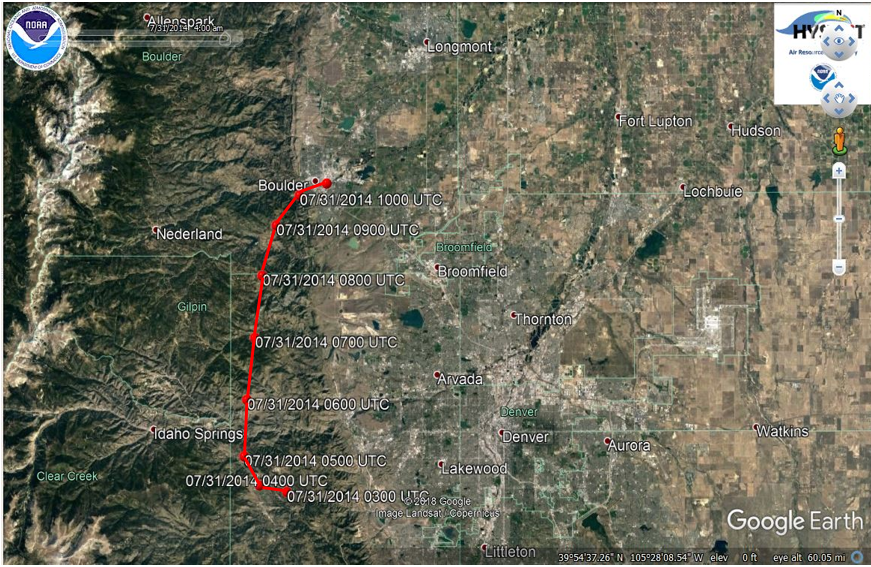 NOAA
Allenspark
7/31/2014 4:00 am
Boulder
Longmont
HYSPLIT
Fort Lupton
Hudson
Boulder
Lochbuie
07/31/2014 1000 UTC
Nederland
07/31/2014 0900 UTC
Broomfield
Broomfield
07/31/2014 0800 UTC
Gilpin
Thornton
07/31/2014 0700 UTC
Arvada
07/31/2014 0600 UTC
Denver
Idaho Springs
Denver
Watkins
Aurora
07/31/2014 0500 UTC
Lakewood
Clear Creek
07/31/2014 0400 UTC
07/31/2014 0300 UTC
© 2018 Google
Image Landsat / Copernicus
Google Earth
Littleton
39°54'37.26" N 105°28'08.54" W elev 0 ft eye alt 60.05 mi
N